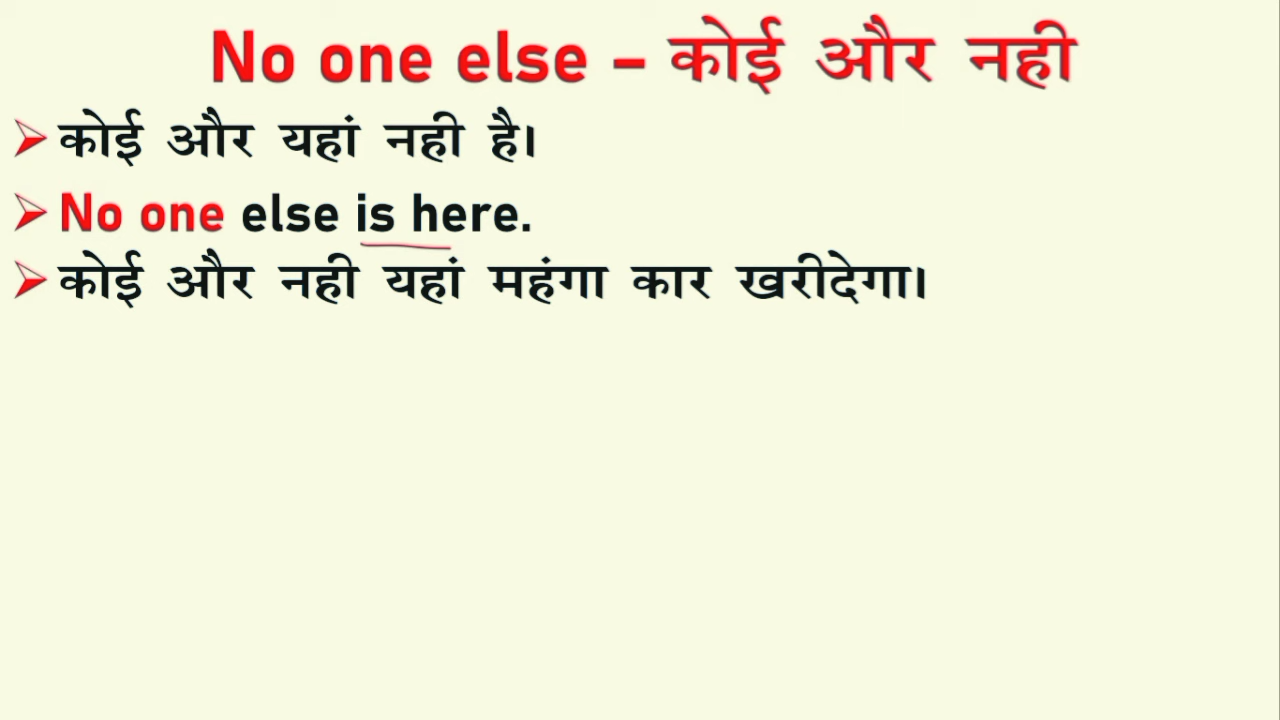 No one else – कोई और नही
कोई और यहां नही है।
No one else is here.
कोई और नही यहां महंगा कार खरीदेगा।